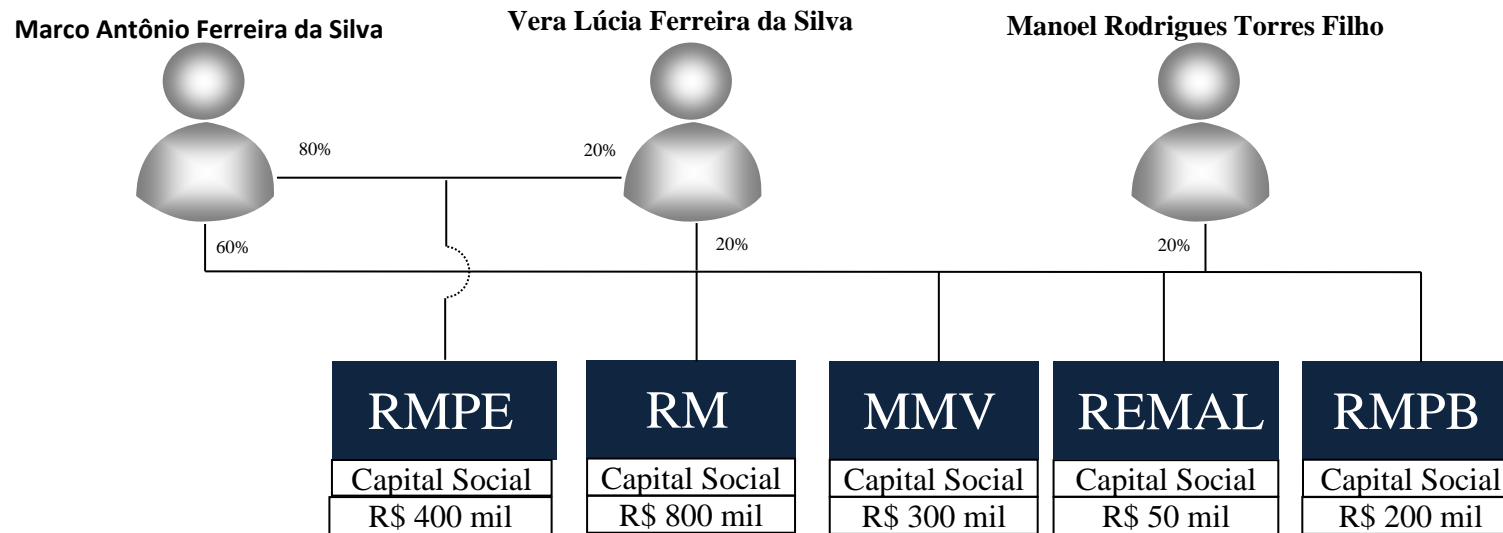 Marco Antônio Ferreira da Silva
Vera Lúcia Ferreira da Silva
Manoel Rodrigues Torres Filho
80%
20%
60%
20%
20%
RMPE
RM
MMV
REMAL
RMPB
Capital Social
Capital Social
Capital Social
Capital Social
Capital Social
R$ 400 mil
R$ 800 mil
R$ 300 mil
R$ 50 mil
R$ 200 mil